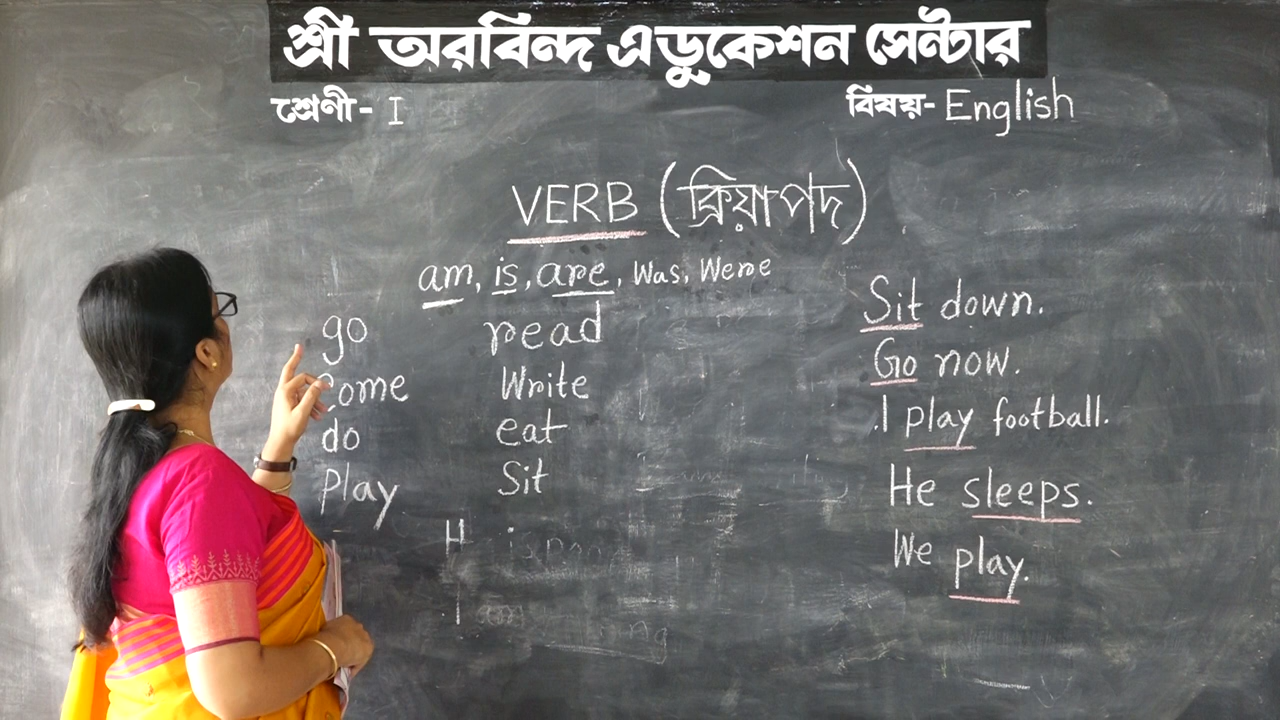 শ্রী অরবিন্দ এডুকেশন সেন্টার
শ্রেণী- I
বিষয়- English
VERB (ক্রিয়াপদ)
am, is, are, Was, Were
go read
come Write
do eat
Play Sit
Sit down.
Go now.
I play football.
He sleeps.
We play.